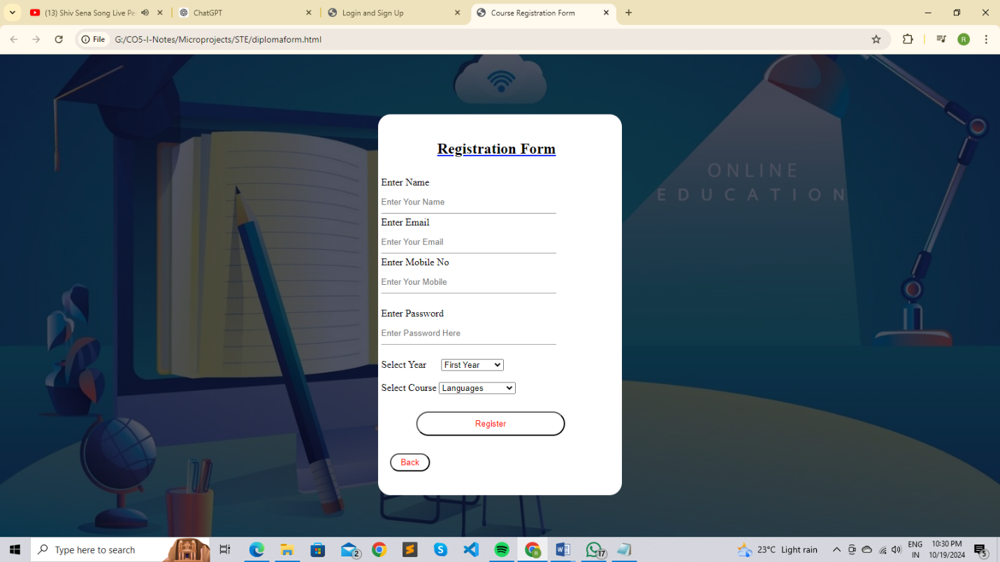 (13) Shiv Sena Song Live Pe
ChatGPT
Login and Sign Up
Course Registration Form
File
G:/CO5-I-Notes/Microprojects/STE/diplomaform.html
R
ONLINE
EDUCATION
Registration Form
Enter Name
Enter Your Name
Enter Email
Enter Your Email
Enter Mobile No
Enter Your Mobile
Enter Password
Enter Password Here
Select Year First Year
Select Course Languages
Register
Back
Type here to search
2
R
17
23°C Light rain
ENG
IN
10:30 PM
10/19/2024
5